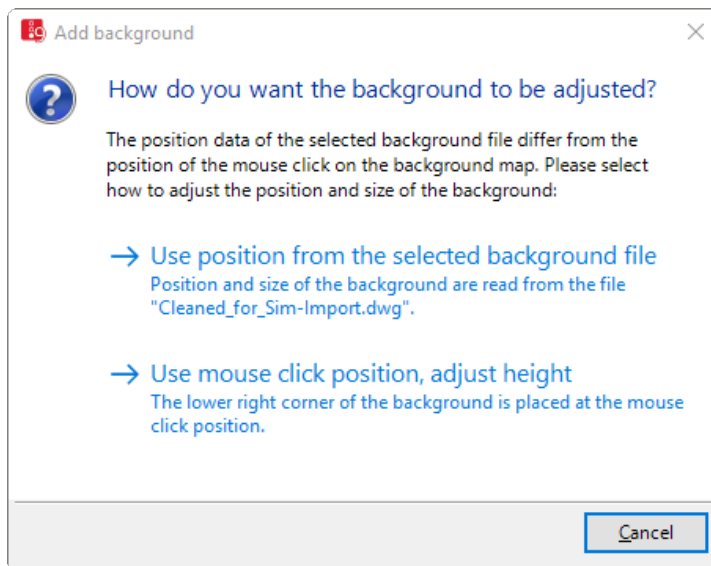 Add background
How do you want the background to be adjusted?
The position data of the selected background file differ from the
position of the mouse click on the background map. Please select
how to adjust the position and size of the background:
Use position from the selected background file
Position and size of the background are read from the file
"Cleaned_for_Sim-Import.dwg".
Use mouse click position, adjust height
The lower right corner of the background is placed at the mouse
click position.
Cancel